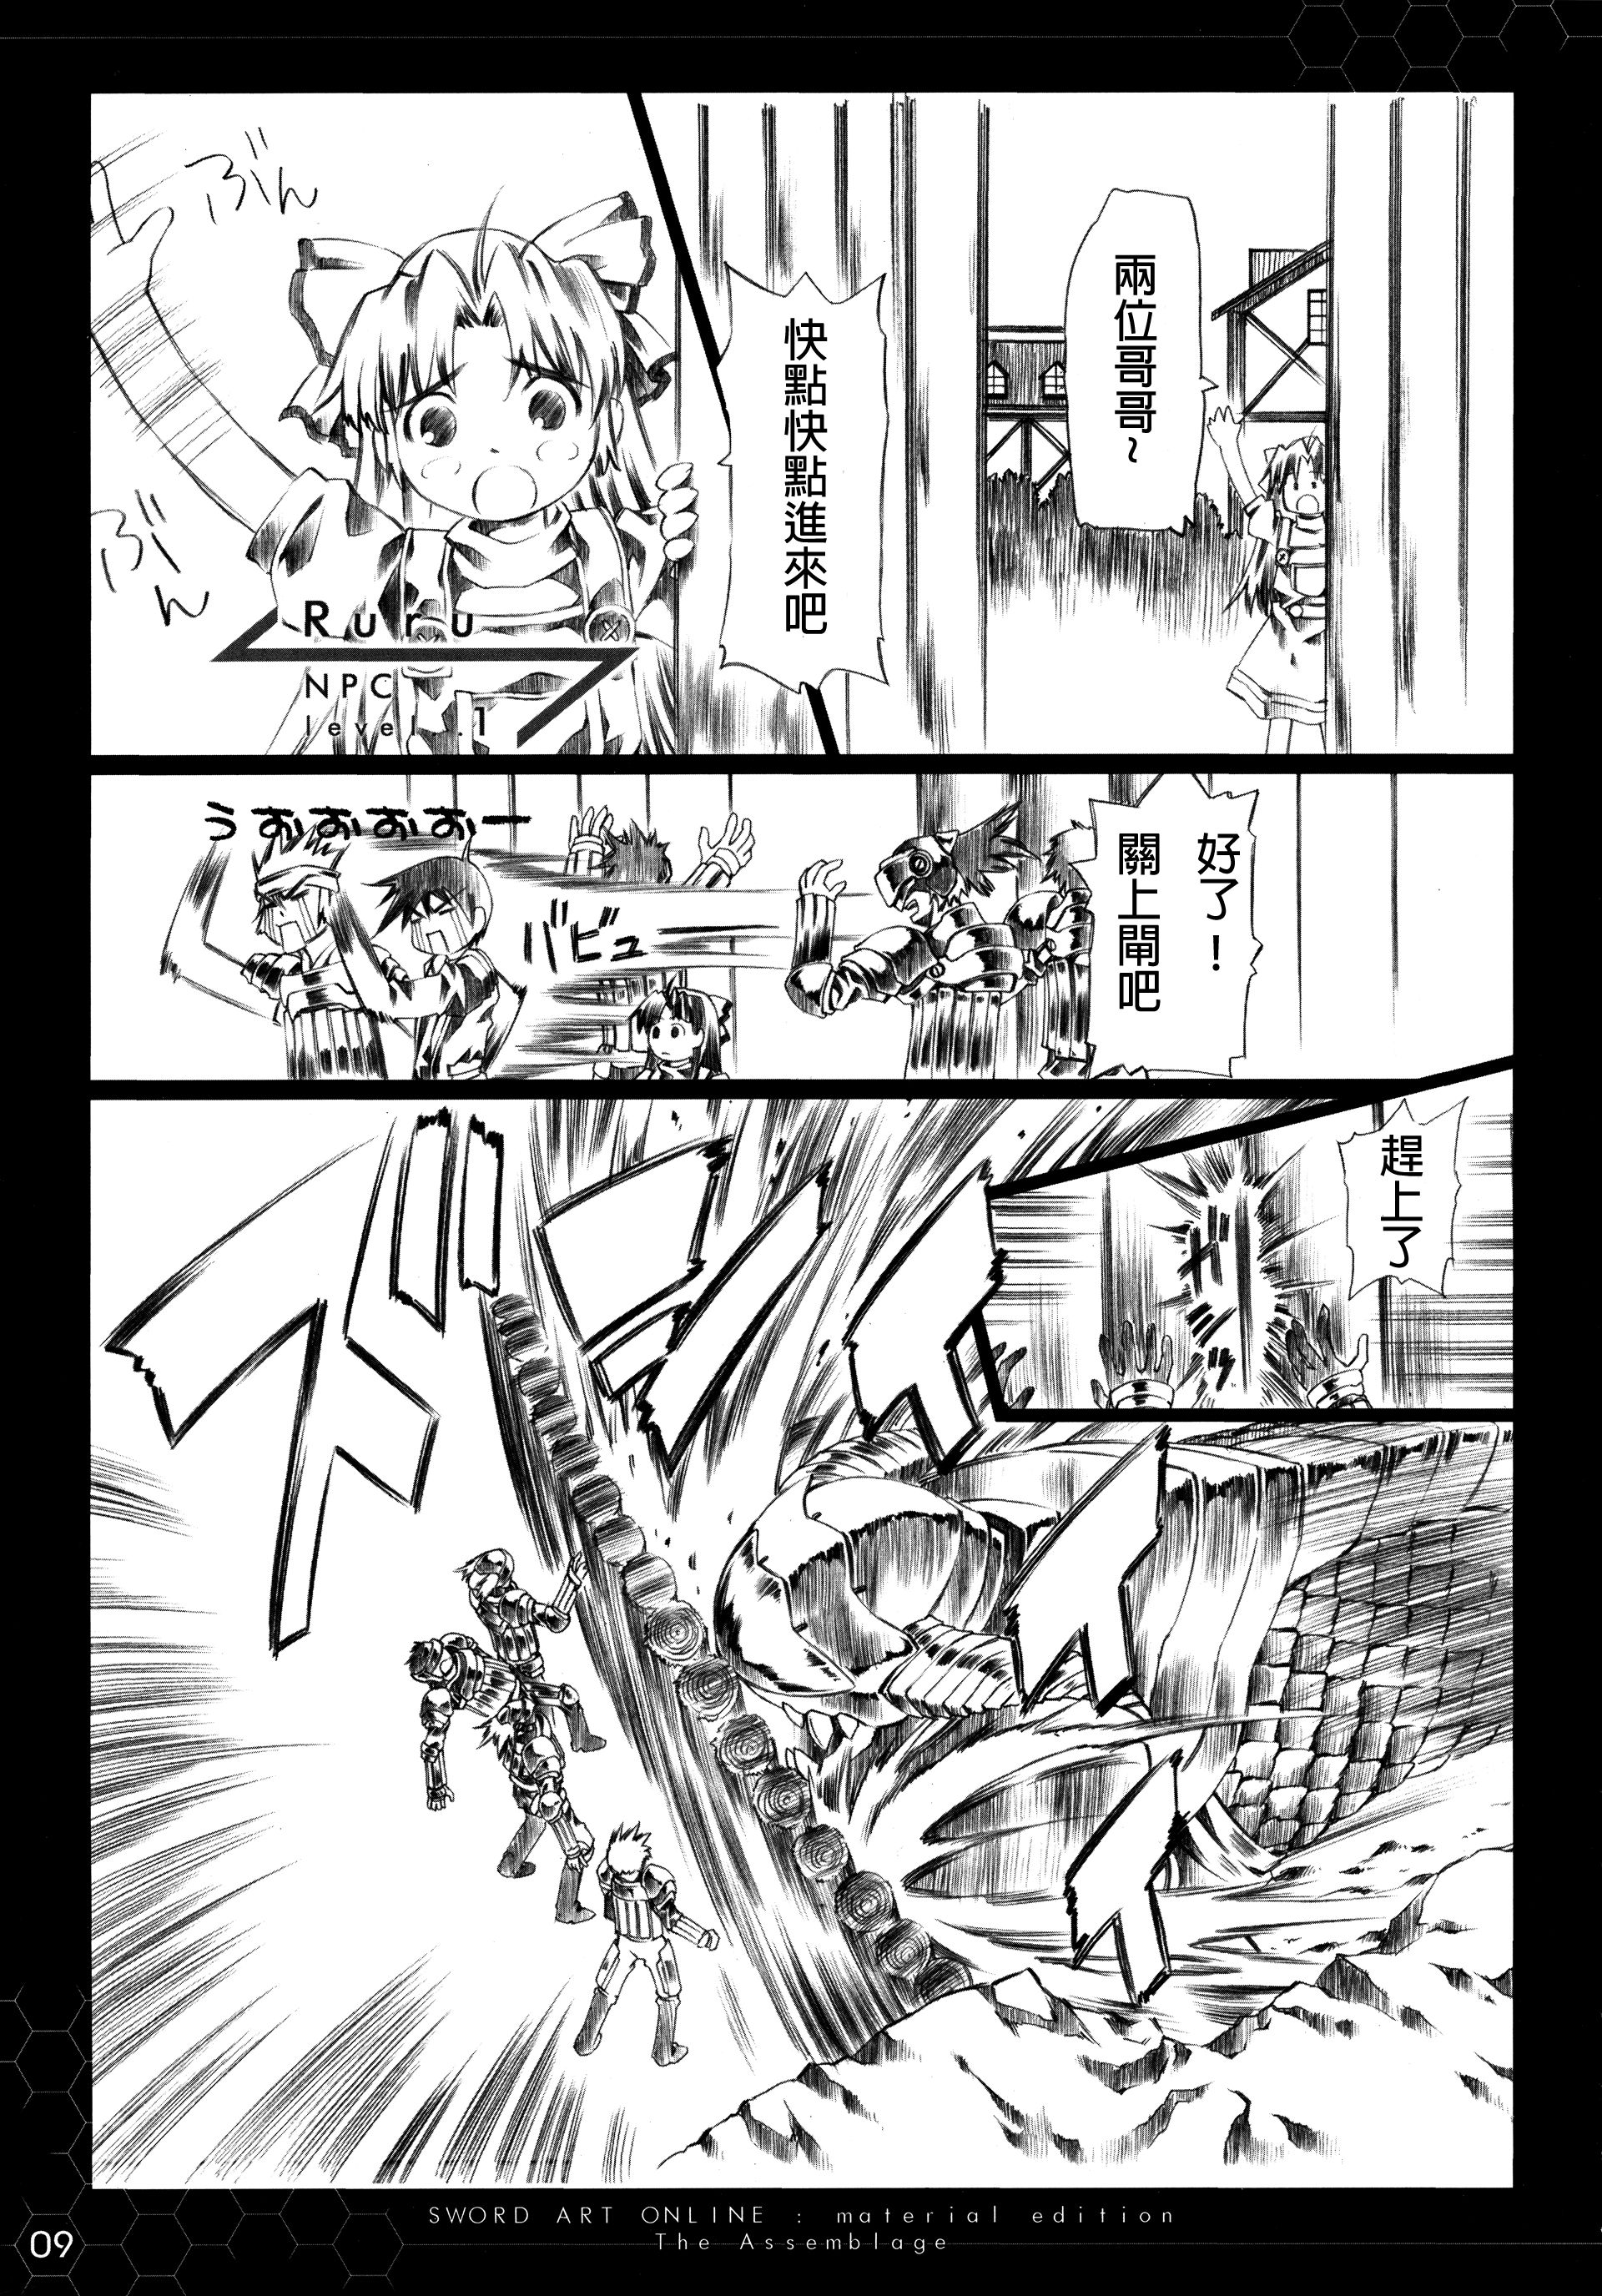 兩位哥哥~
快點快點進來吧
ぶん
ぶん
Ruru
NPC
level .1
好了！
關上閘吧
バビュ
うおおおおー
趕上了
ズズン
SWORD ART ONLINE : material edition
The Assemblage
09